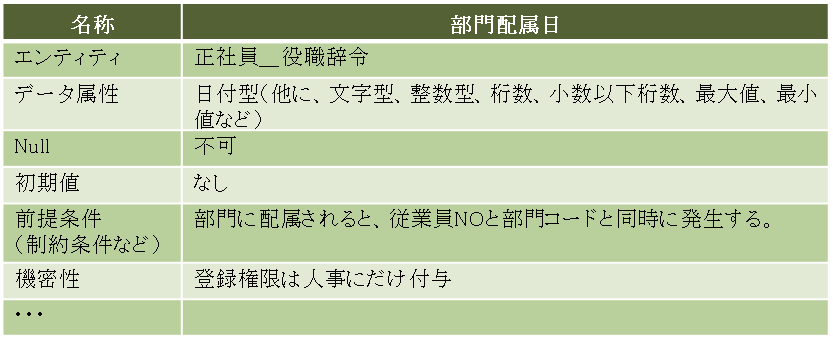 名称 部門配属日
エンティティ 正社員__役職辞令
データ属性 日付型(他に、文字型、整数型、桁数、小数以下桁数、最大値、最小
値など)
Null 不可
初期値 なし
前提条件 部門に配属されると、従業員NOと部門コードと同時に発生する。
(制約条件など)
機密性 登録権限は人事にだけ付与
・・・